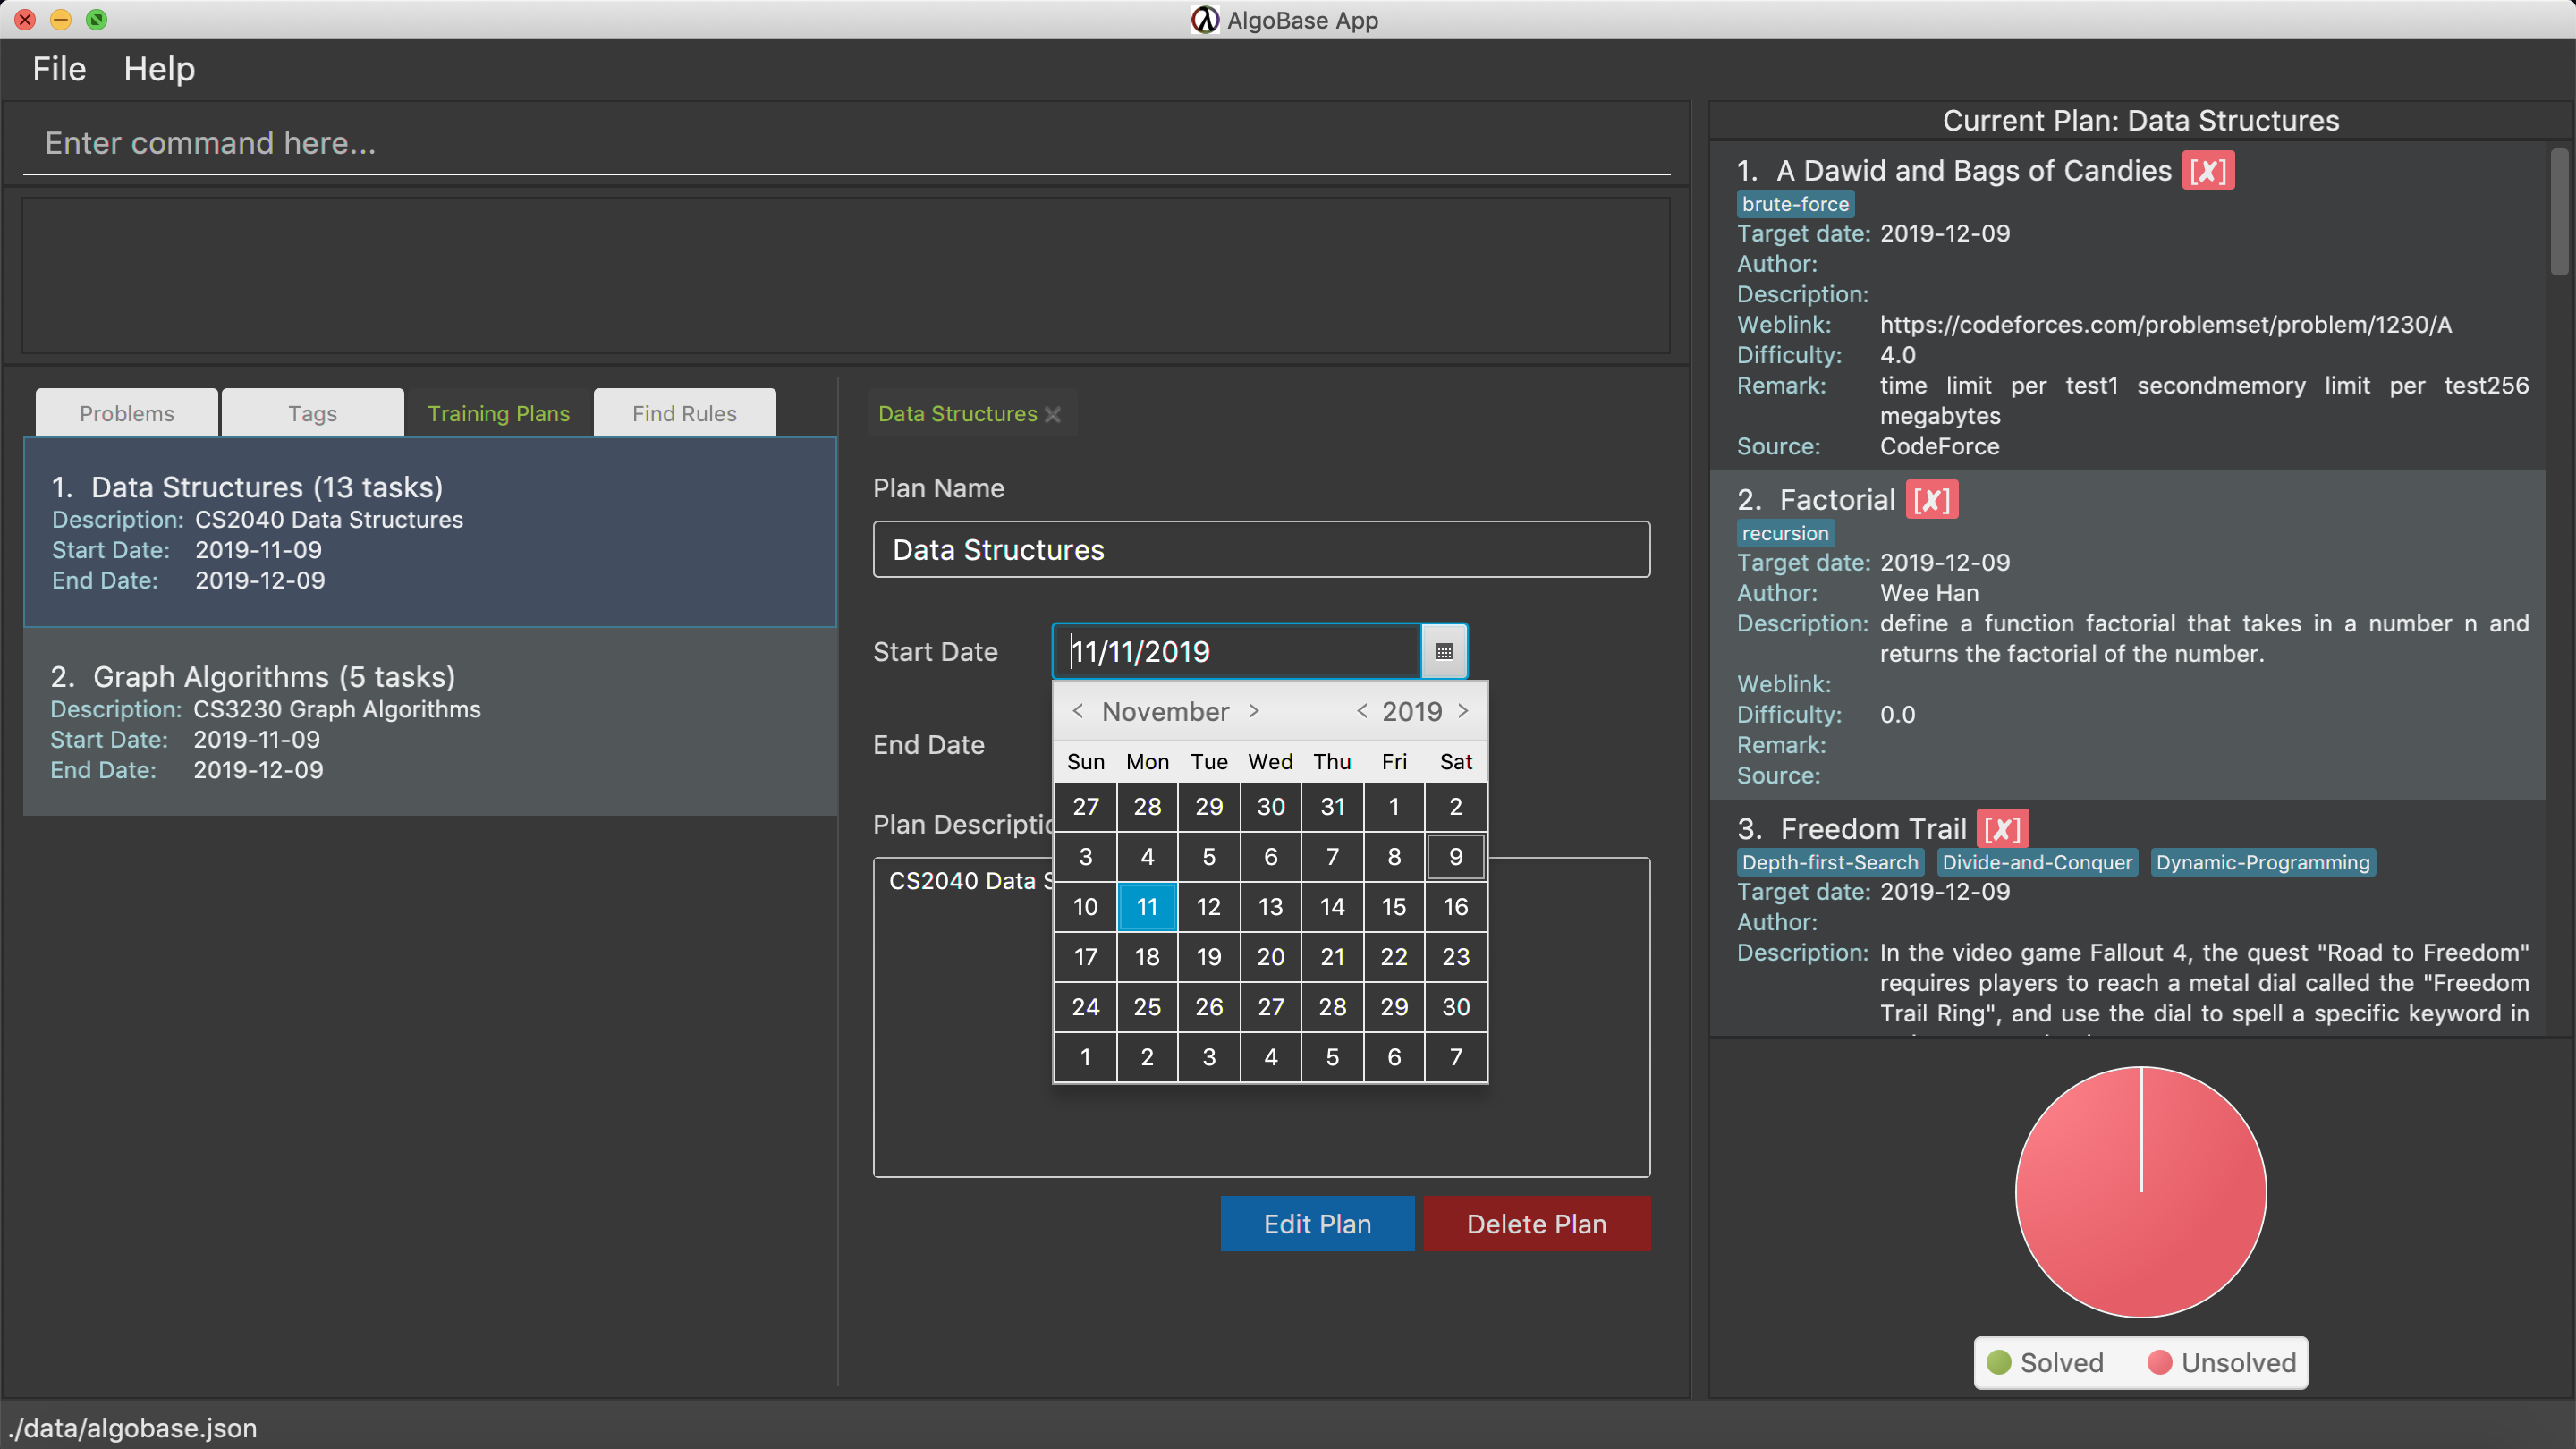 AlgoBase App
File Help
Enter command here...
Problems Tags Training Plans Find Rules
1. Data Structures (13 tasks)
Description: CS2040 Data Structures
Start Date: 2019-11-09
End Date: 2019-12-09
2. Graph Algorithms (5 tasks)
Description: CS3230 Graph Algorithms
Start Date: 2019-11-09
End Date: 2019-12-09
Data Structures
Plan Name
Data Structures
Start Date 11/11/2019
< November > < 2019 >
Sun Mon Tue Wed Thu Fri Sat
27 28 29 30 31 1 2
3 4 5 6 7 8 9
10 11 12 13 14 15 16
17 18 19 20 21 22 23
24 25 26 27 28 29 30
1 2 3 4 5 6 7
End Date
Plan Descriptio
CS2040 Data S
Edit Plan Delete Plan
Current Plan: Data Structures
1. A Dawid and Bags of Candies [✘]
brute-force
Target date: 2019-12-09
Author:
Description:
Weblink: https://codeforces.com/problemset/problem/1230/A
Difficulty: 4.0
Remark: time limit per test1 secondmemory limit per test256
megabytes
Source: CodeForce
2. Factorial [✘]
recursion
Target date: 2019-12-09
Author: Wee Han
Description: define a function factorial that takes in a number n and
returns the factorial of the number.
Weblink:
Difficulty: 0.0
Remark:
Source:
3. Freedom Trail [✘]
Depth-first-Search Divide-and-Conquer Dynamic-Programming
Target date: 2019-12-09
Author:
Description: In the video game Fallout 4, the quest "Road to Freedom"
requires players to reach a metal dial called the "Freedom
Trail Ring", and use the dial to spell a specific keyword in
Solved Unsolved
./data/algobase.json